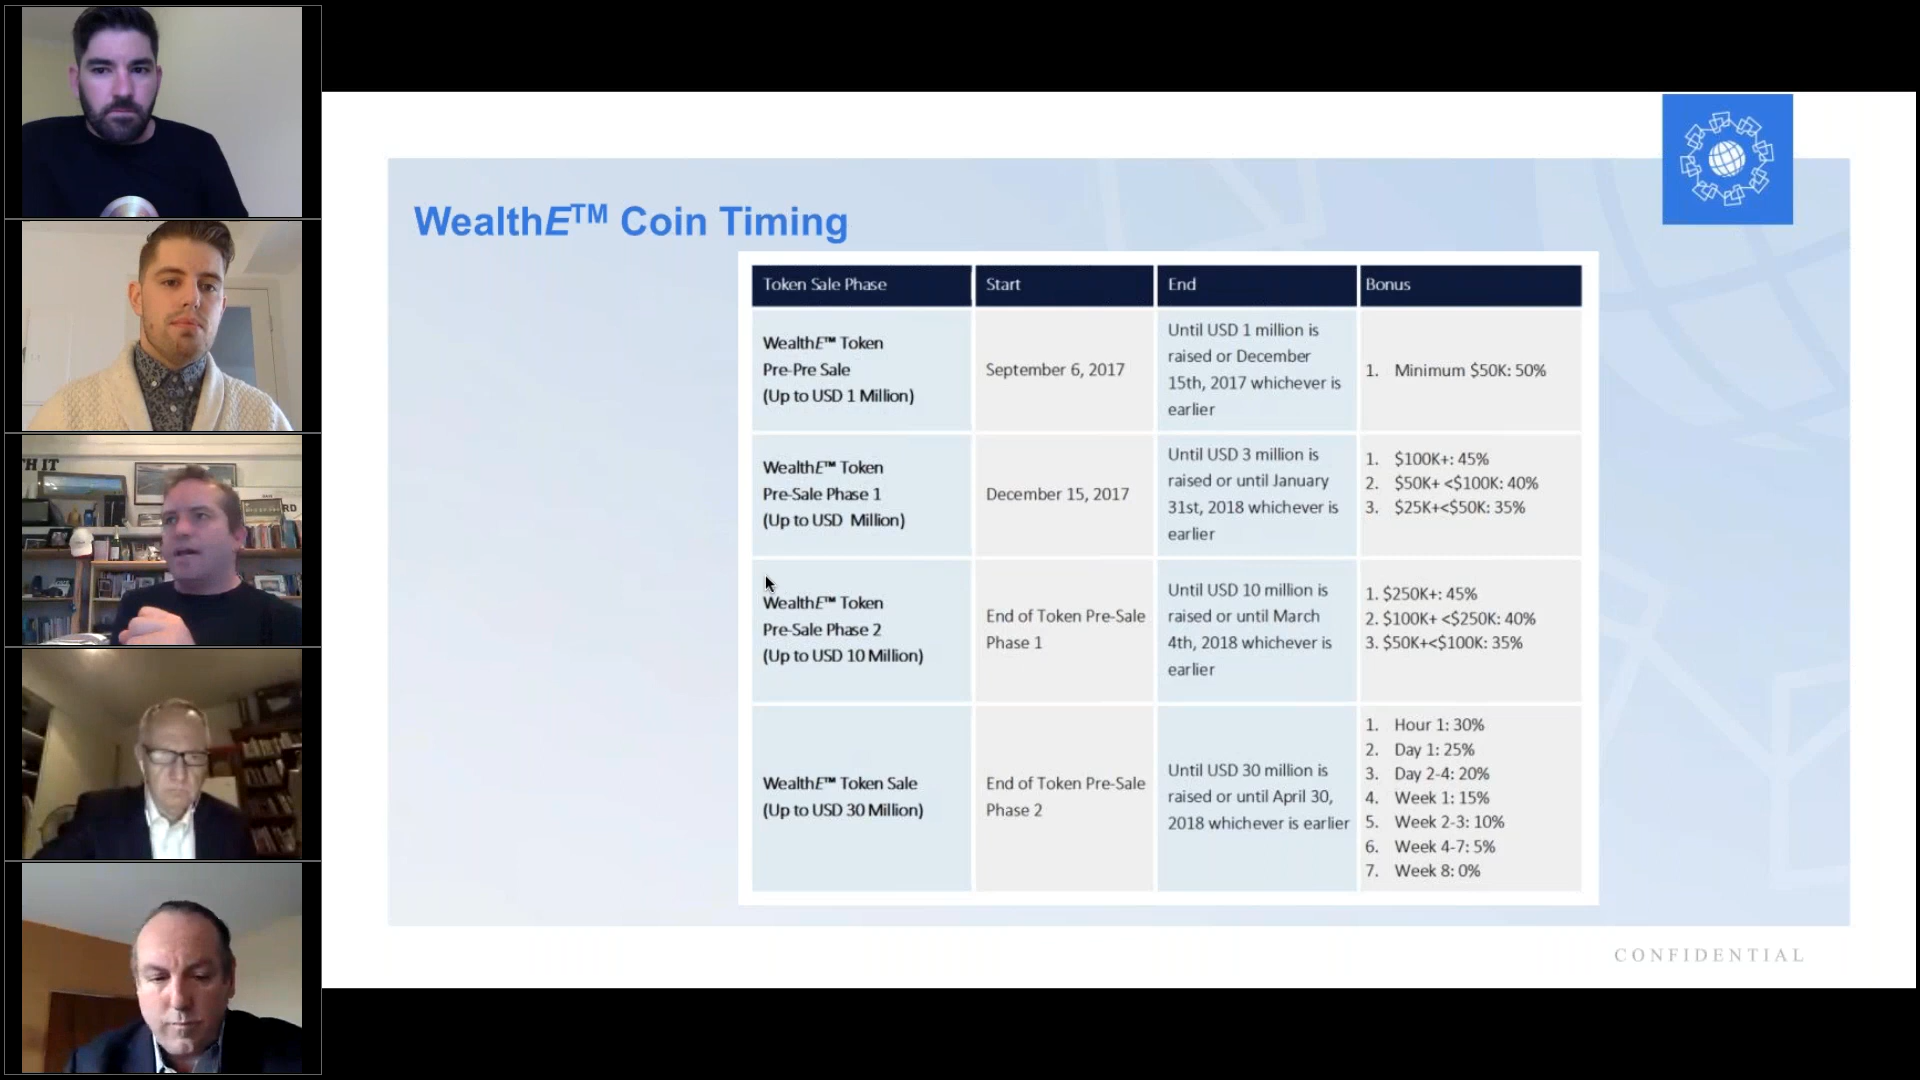 WealthE™ Coin Timing
Token Sale Phase
Start
End
Bonus
WealthE™ Token
Pre-Pre Sale
(Up to USD 1 Million)
September 6, 2017
Until USD 1 million is
raised or December
15th, 2017 whichever is
earlier
1. Minimum $50K: 50%
WealthE™ Token
Pre-Sale Phase 1
(Up to USD Million)
December 15, 2017
Until USD 3 million is
raised or until January
31st, 2018 whichever is
earlier
1. $100K+: 45%
2. $50K+ <$100K: 40%
3. $25K+<$50K: 35%
WealthE™ Token
Pre-Sale Phase 2
(Up to USD 10 Million)
End of Token Pre-Sale
Phase 1
Until USD 10 million is
raised or until March
4th, 2018 whichever is
earlier
1. $250K+: 45%
2. $100K+ <$250K: 40%
3. $50K+<$100K: 35%
WealthE™ Token Sale
(Up to USD 30 Million)
End of Token Pre-Sale
Phase 2
Until USD 30 million is
raised or until April 30,
2018 whichever is earlier
1. Hour 1: 30%
2. Day 1: 25%
3. Day 2-4: 20%
4. Week 1: 15%
5. Week 2-3: 10%
6. Week 4-7: 5%
7. Week 8: 0%
CONFIDENTIAL
TH IT